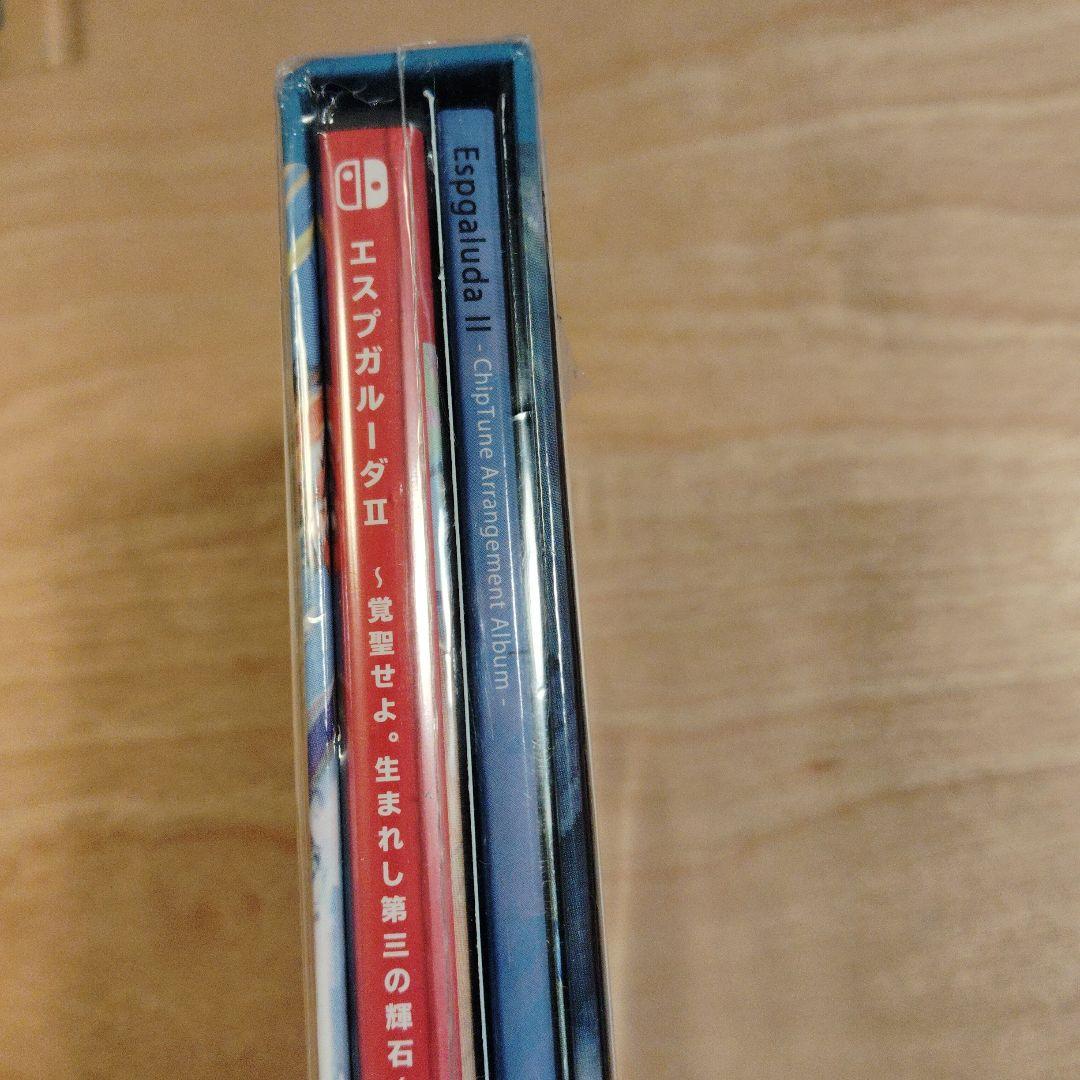 エスプガルーダⅡ ～覚聖せよ。生まれし第三の輝石～
Espgaluda II - ChipTune Arrangement Album -